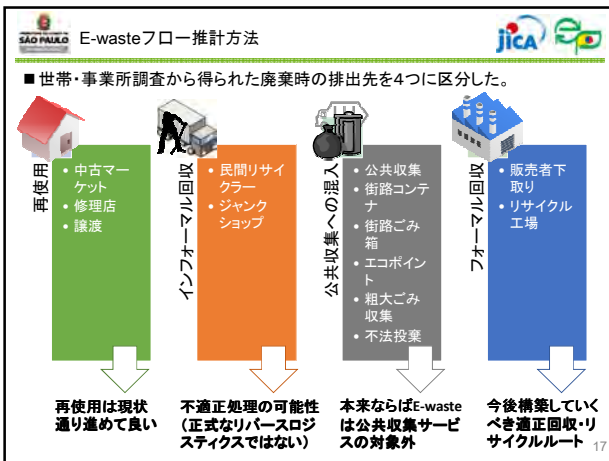 SÃO PAULO
E-wasteフロー推計方法
jICA
■世帯・事業所調査から得られた廃棄時の排出先を4つに区分した。
再使用
• 中古マー
ケット
• 修理店
• 譲渡
インフォーマル回収
• 民間リサイ
クラー
• ジャンク
ショップ
公共収集への混入
• 公共収集
• 街路コンテ
ナ
• 街路ごみ
箱
• エコポイン
ト
• 粗大ごみ
収集
• 不法投棄
フォーマル回収
• 販売者下
取り
• リサイクル
工場
再使用は現状
通り進めて良い
不適正処理の可能性
(正式なリバースロジ
スティクスではない)
本来ならばE-waste
は公共収集サービ
スの対象外
今後構築していく
べき適正回収・リ
サイクルルート
17